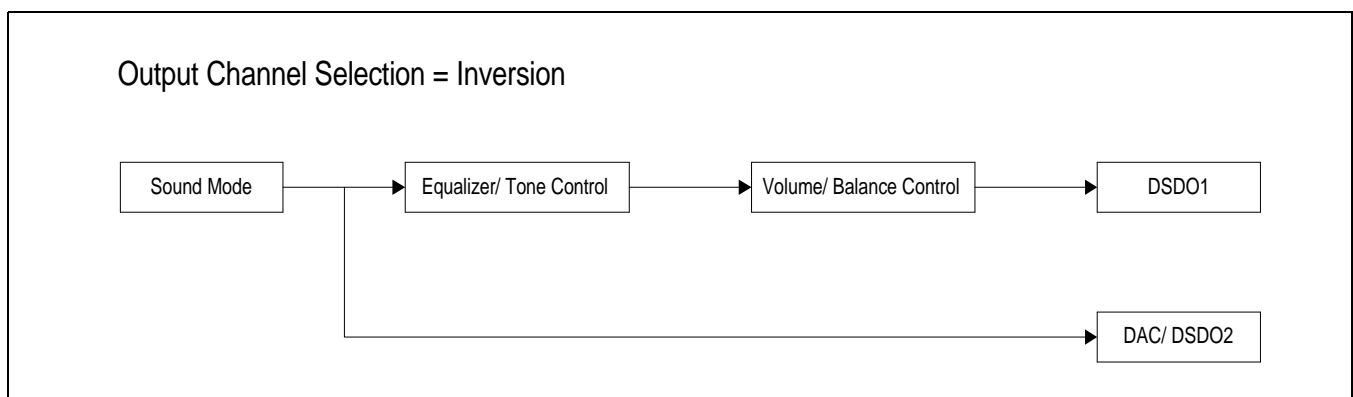 Output Channel Selection = Inversion
Sound Mode
Equalizer/ Tone Control
Volume/ Balance Control
DSDO1
DAC/ DSDO2